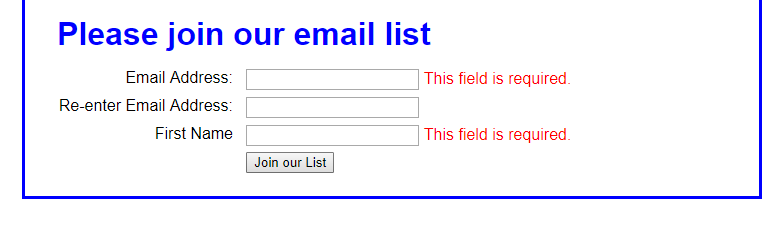 Please join our email list
Email Address: This field is required.
Re-enter Email Address:
First Name This field is required.
Join our List